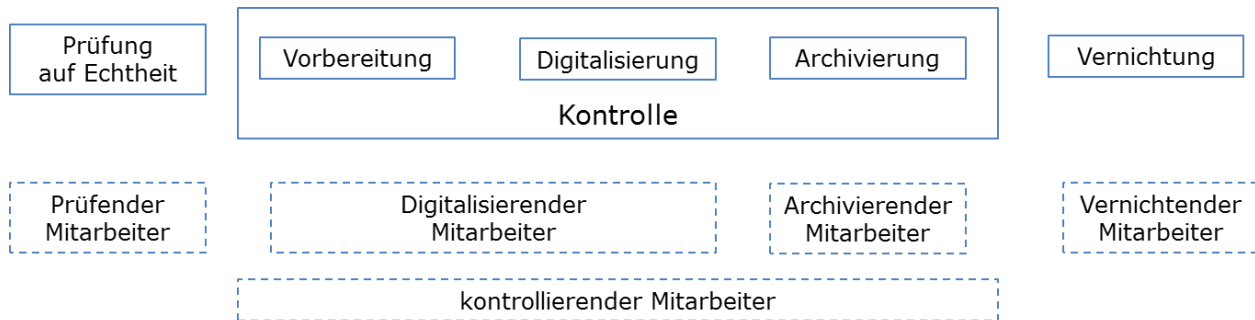 Prüfung
auf Echtheit
Vorbereitung
Digitalisierung
Archivierung
Vernichtung
Kontrolle
Prüfender
Mitarbeiter
Digitalisierender
Mitarbeiter
Archivierender
Mitarbeiter
Vernichtender
Mitarbeiter
kontrollierender Mitarbeiter